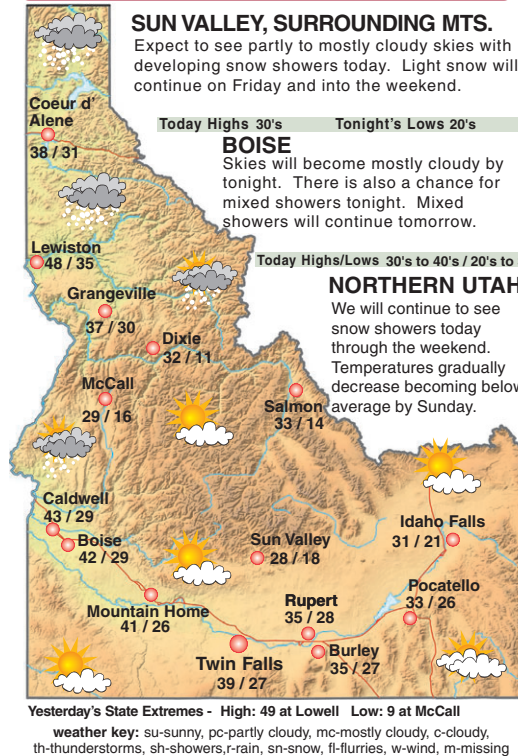 SUN VALLEY, SURROUNDING MTS.
Expect to see partly to mostly cloudy skies with
developing snow showers today. Light snow will
continue on Friday and into the weekend.
Today Highs 30's Tonight's Lows 20's
BOISE
Skies will become mostly cloudy by
tonight. There is also a chance for
mixed showers tonight. Mixed
showers will continue tomorrow.
Today Highs/Lows 30's to 40's / 20's to
NORTHERN UTAH
We will continue to see
snow showers today
through the weekend.
Temperatures gradually
decrease becoming below
average by Sunday.
Coeur d'
Alene
38 / 31
Lewiston
48 / 35
Grangeville
37 / 30
Dixie
32 / 11
McCall
29 / 16
Salmon
33 / 14
Caldwell
43 / 29
Boise
42 / 29
Sun Valley
28 / 18
Idaho Falls
31 / 21
Mountain Home
41 / 26
Rupert
35 / 28
Pocatello
33 / 26
Twin Falls
39 / 27
Burley
35 / 27
Yesterday's State Extremes - High: 49 at Lowell Low: 9 at McCall
weather key: su-sunny, pc-partly cloudy, mc-mostly cloudy, c-cloudy,
th-thunderstorms, sh-showers,r-rain, sn-snow, fl-flurries, w-wind, m-missing